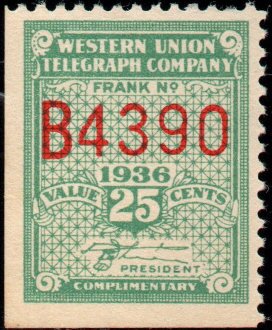 WESTERN UNION
TELEGRAPH COMPANY
FRANK Nº
B4390
1936
VALUE 25 CENTS
PRESIDENT
COMPLIMENTARY